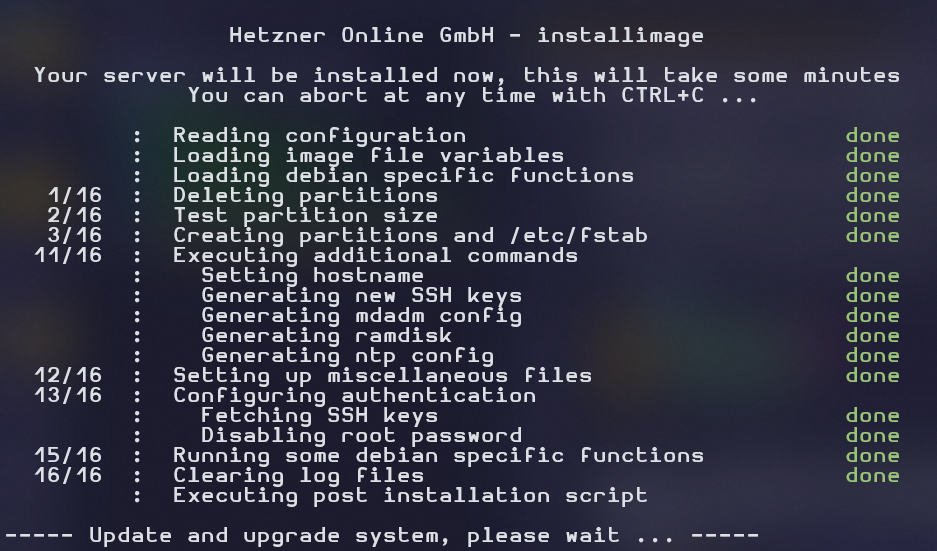 Hetzner Online GmbH - installimage
Your server will be installed now, this will take some minutes
You can abort at any time with CTRL+C ...
: Reading configuration done
: Loading image file variables done
: Loading debian specific functions done
1/16 : Deleting partitions done
2/16 : Test partition size done
3/16 : Creating partitions and /etc/fstab done
11/16 : Executing additional commands
: Setting hostname done
: Generating new SSH keys done
: Generating mdadm config done
: Generating ramdisk done
: Generating ntp config done
12/16 : Setting up miscellaneous files done
13/16 : Configuring authentication
: Fetching SSH keys done
: Disabling root password done
15/16 : Running some debian specific functions done
16/16 : Clearing log files done
: Executing post installation script
----- Update and upgrade system, please wait ... -----